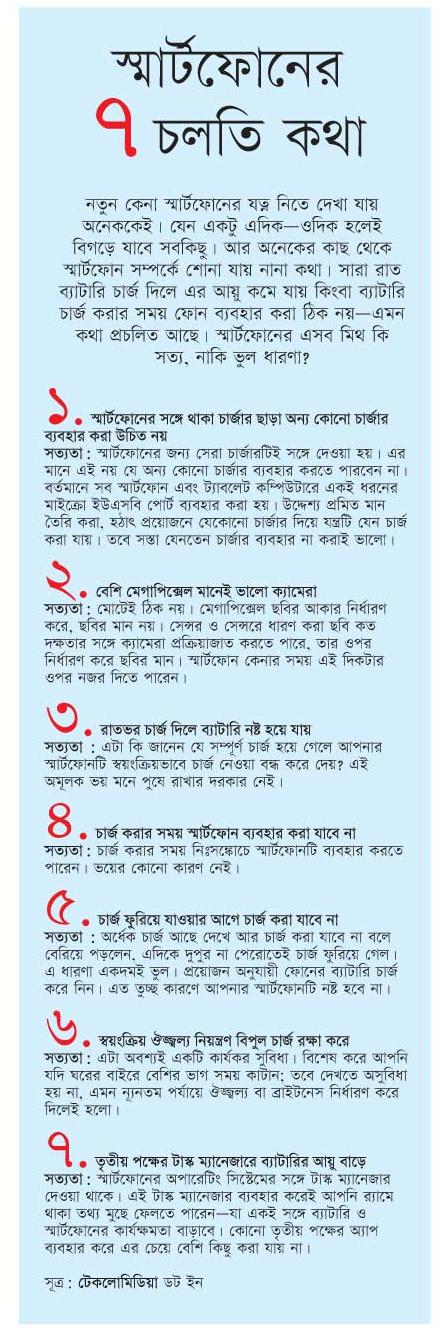 স্মার্টফোনের
৭ চলতি কথা
নতুন কেনা স্মার্টফোনের যত্ন নিতে দেখা যায়
অনেককেই। যেন একটু এদিক—ওদিক হলেই
বিগড়ে যাবে সবকিছু। আর অনেকের কাছ থেকে
স্মার্টফোন সম্পর্কে শোনা যায় নানা কথা। সারা রাত
ব্যাটারি চার্জ দিলে এর আয়ু কমে যায় কিংবা ব্যাটারি
চার্জ করার সময় ফোন ব্যবহার করা ঠিক নয়—এমন
কথা প্রচলিত আছে। স্মার্টফোনের এসব মিথ কি
সত্য, নাকি ভুল ধারণা?
১. স্মার্টফোনের সঙ্গে থাকা চার্জার ছাড়া অন্য কোনো চার্জার
ব্যবহার করা উচিত নয়
সত্যতা : স্মার্টফোনের জন্য সেরা চার্জারটিই সঙ্গে দেওয়া হয়। এর
মানে এই নয় যে অন্য কোনো চার্জার ব্যবহার করতে পারবেন না।
বর্তমানে সব স্মার্টফোন এবং ট্যাবলেট কম্পিউটারে একই ধরনের
মাইক্রো ইউএসবি পোর্ট ব্যবহার করা হয়। উদ্দেশ্য প্রমিত মান
তৈরি করা, হঠাৎ প্রয়োজনে যেকোনো চার্জার দিয়ে যন্ত্রটি যেন চার্জ
করা যায়। তবে সস্তা যেনতেন চার্জার ব্যবহার না করাই ভালো।
২. বেশি মেগাপিক্সেল মানেই ভালো ক্যামেরা
সত্যতা : মোটেই ঠিক নয়। মেগাপিক্সেল ছবির আকার নির্ধারণ
করে, ছবির মান নয়। সেন্সর ও সেন্সরে ধারণ করা ছবি কত
দক্ষতার সঙ্গে ক্যামেরা প্রক্রিয়াজাত করতে পারে, তার ওপর
নির্ধারণ করে ছবির মান। স্মার্টফোন কেনার সময় এই দিকটার
ওপর নজর দিতে পারেন।
৩. রাতভর চার্জ দিলে ব্যাটারি নষ্ট হয়ে যায়
সত্যতা : এটা কি জানেন যে সম্পূর্ণ চার্জ হয়ে গেলে আপনার
স্মার্টফোনটি স্বয়ংক্রিয়ভাবে চার্জ নেওয়া বন্ধ করে দেয়? এই
অমূলক ভয় মনে পুষে রাখার দরকার নেই।
৪. চার্জ করার সময় স্মার্টফোন ব্যবহার করা যাবে না
সত্যতা : চার্জ করার সময় নিঃসঙ্কোচে স্মার্টফোনটি ব্যবহার করতে
পারেন। ভয়ের কোনো কারণ নেই।
৫. চার্জ ফুরিয়ে যাওয়ার আগে চার্জ করা যাবে না
সত্যতা : অর্ধেক চার্জ আছে দেখে আর চার্জ করা যাবে না বলে
বেরিয়ে পড়লেন, এদিকে দুপুর না পেরোতেই চার্জ ফুরিয়ে গেল।
এ ধারণা একদমই ভুল। প্রয়োজন অনুযায়ী ফোনের ব্যাটারি চার্জ
করে নিন। এত তুচ্ছ কারণে আপনার স্মার্টফোনটি নষ্ট হবে না।
৬. স্বয়ংক্রিয় ঔজ্জ্বল্য নিয়ন্ত্রণ বিপুল চার্জ রক্ষা করে
সত্যতা : এটা অবশ্যই একটি কার্যকর সুবিধা। বিশেষ করে আপনি
যদি ঘরের বাইরে বেশির ভাগ সময় কাটান; তবে দেখতে অসুবিধা
হয় না, এমন ন্যূনতম পর্যায়ে ঔজ্জ্বল্য বা ব্রাইটনেস নির্ধারণ করে
দিলেই হলো।
৭. তৃতীয় পক্ষের টাস্ক ম্যানেজারে ব্যাটারির আয়ু বাড়ে
সত্যতা : স্মার্টফোনের অপারেটিং সিস্টেমের সঙ্গে টাস্ক ম্যানেজার
দেওয়া থাকে। এই টাস্ক ম্যানেজার ব্যবহার করেই আপনি র‍্যামে
থাকা তথ্য মুছে ফেলতে পারেন—যা একই সঙ্গে ব্যাটারি ও
স্মার্টফোনের কার্যক্ষমতা বাড়াবে। কোনো তৃতীয় পক্ষের অ্যাপ
ব্যবহার করে এর চেয়ে বেশি কিছু করা যায় না।
সূত্র : টেকলোমিডিয়া ডট ইন